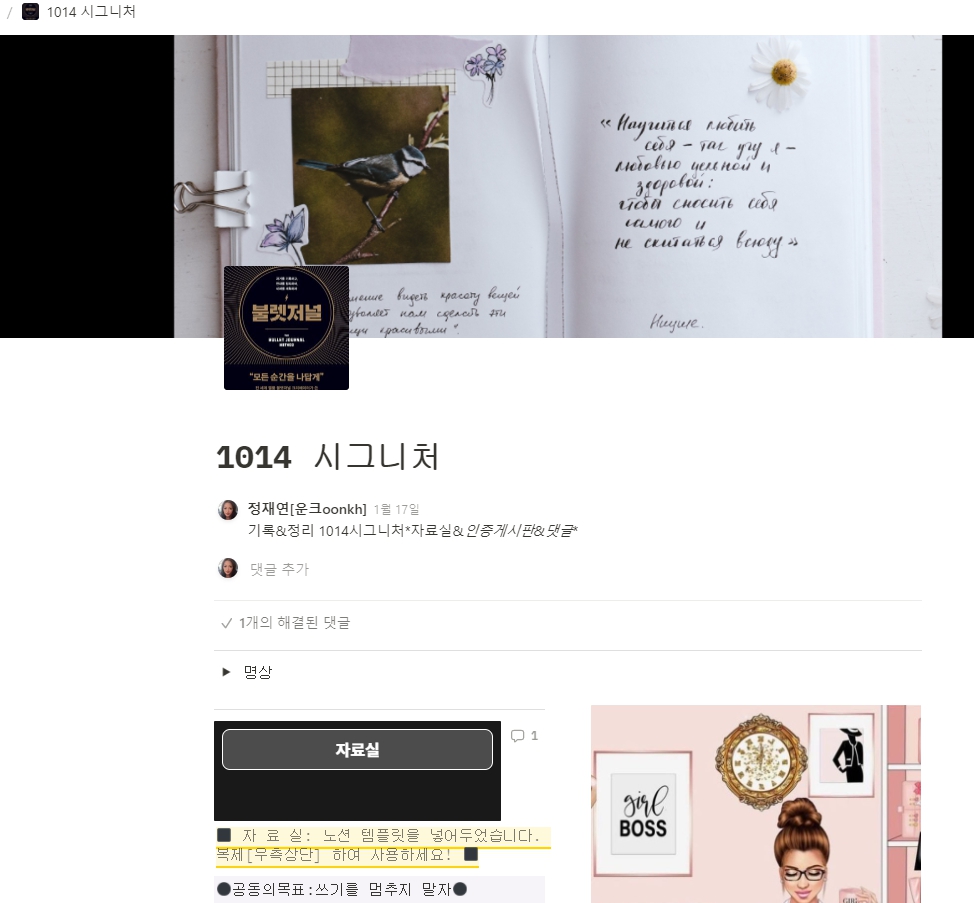 / 1014 시그니처
« Научиться любить
себя – так учу я –
любовью цельной и
здоровой:
чтобы сносить себя
самого и
не скитаться всюду »
Ницше.
видеть красоту вещей
нам сделать эти
красивыми".
불렛저널
THE
BULLET JOURNAL
METHOD
"모든 순간을 나답게"
1014 시그니처
정재연[운크oonkh] 1월 17일
기록&정리 1014시그니처*자료실&인증게시판&댓글*
댓글 추가
1개의 해결된 댓글
명상
자료실
1
■ 자 료 실: 노션 템플릿을 넣어두었습니다.
복제[우측상단] 하여 사용하세요! ■
●공동의목표:쓰기를 멈추지 말자●
girl
BOSS